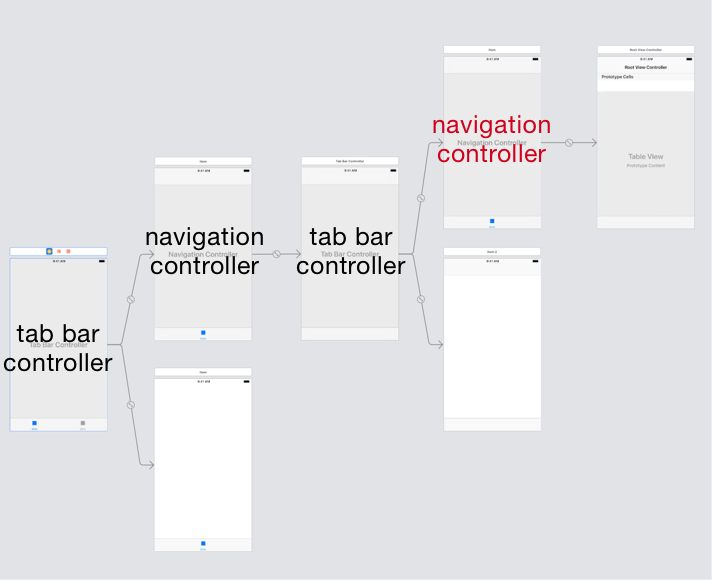 Item
9:41 AM
Root View Controller
9:41 AM
Root View Controller
Prototype Cells
navigation
controller
Navigation Controller
Table View
Prototype Content
Item
9:41 AM
navigation
controller
Navigation Controller
Tab Bar Controller
9:41 AM
tab bar
controller
Tab Bar Controller
9:41 AM
tab bar
controller
Tab Bar Controller
Item 2
9:41 AM
Item
9:41 AM